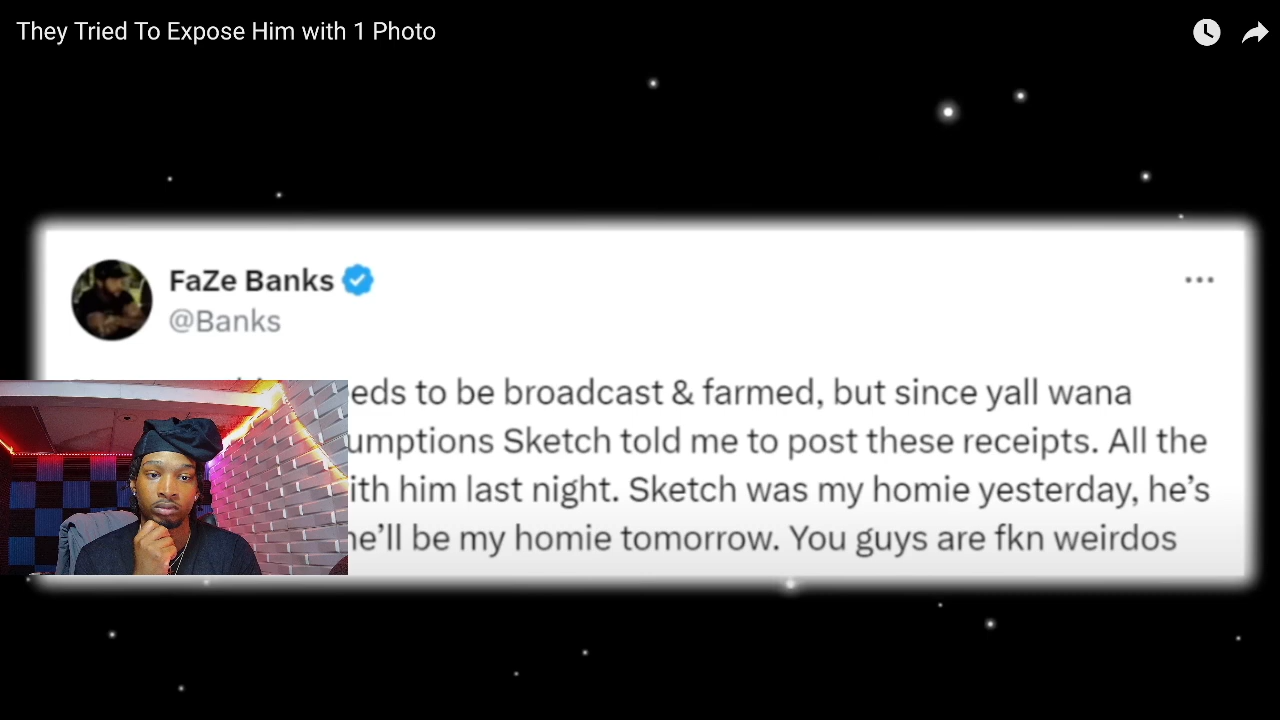 They Tried To Expose Him with 1 Photo
FaZe Banks
@Banks
eds to be broadcast & farmed, but since yall wana
umptions Sketch told me to post these receipts. All the
ith him last night. Sketch was my homie yesterday, he's
he'll be my homie tomorrow. You guys are fkn weirdos